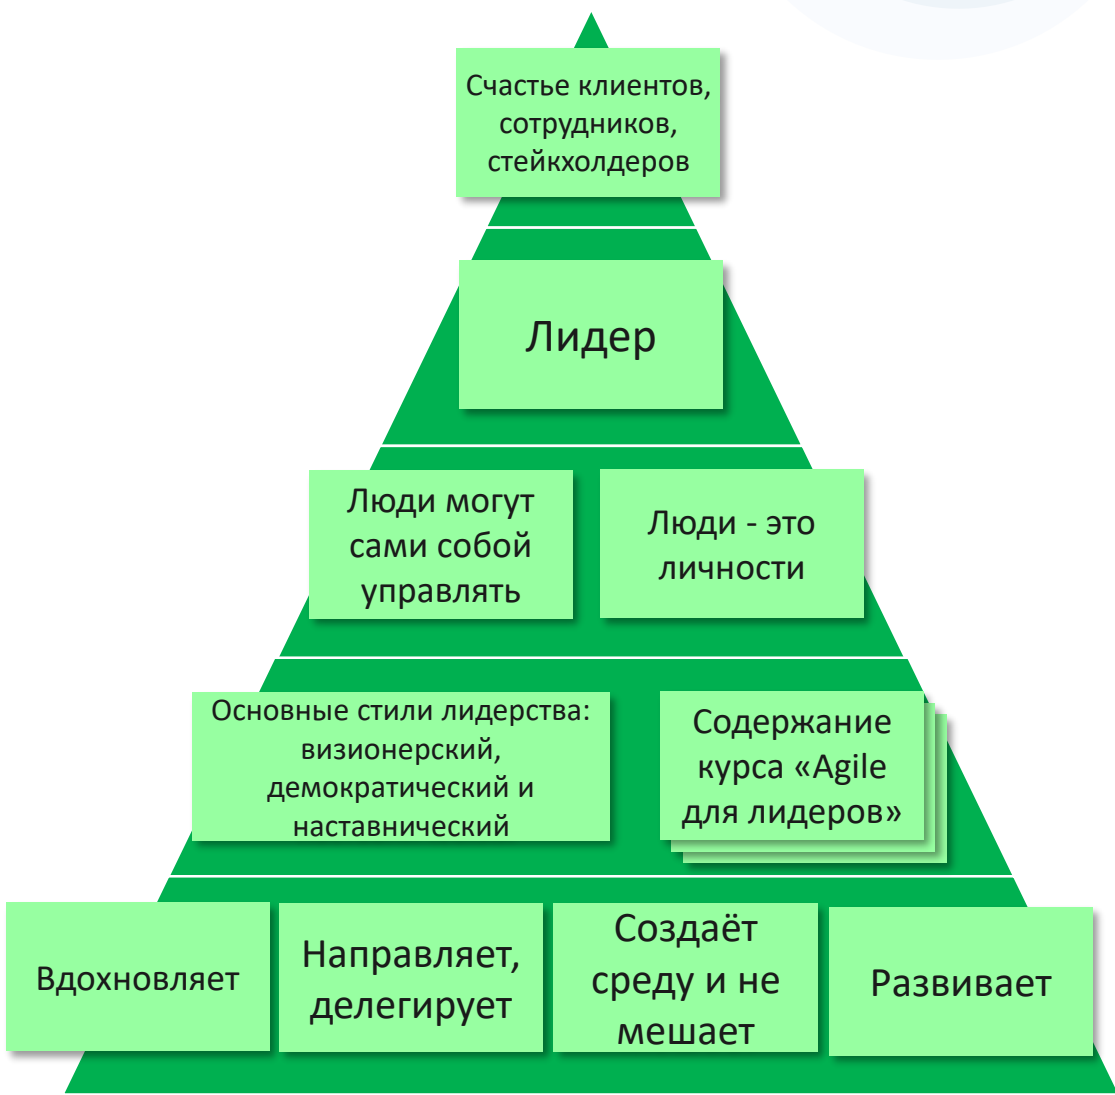 Счастье клиентов,
сотрудников,
стейкхолдеров
Лидер
Люди могут
сами собой
управлять
Люди - это
личности
Основные стили лидерства:
визионерский,
демократический и
наставнический
Содержание
курса «Agile
для лидеров»
Вдохновляет
Направляет,
делегирует
Создаёт
среду и не
мешает
Развивает